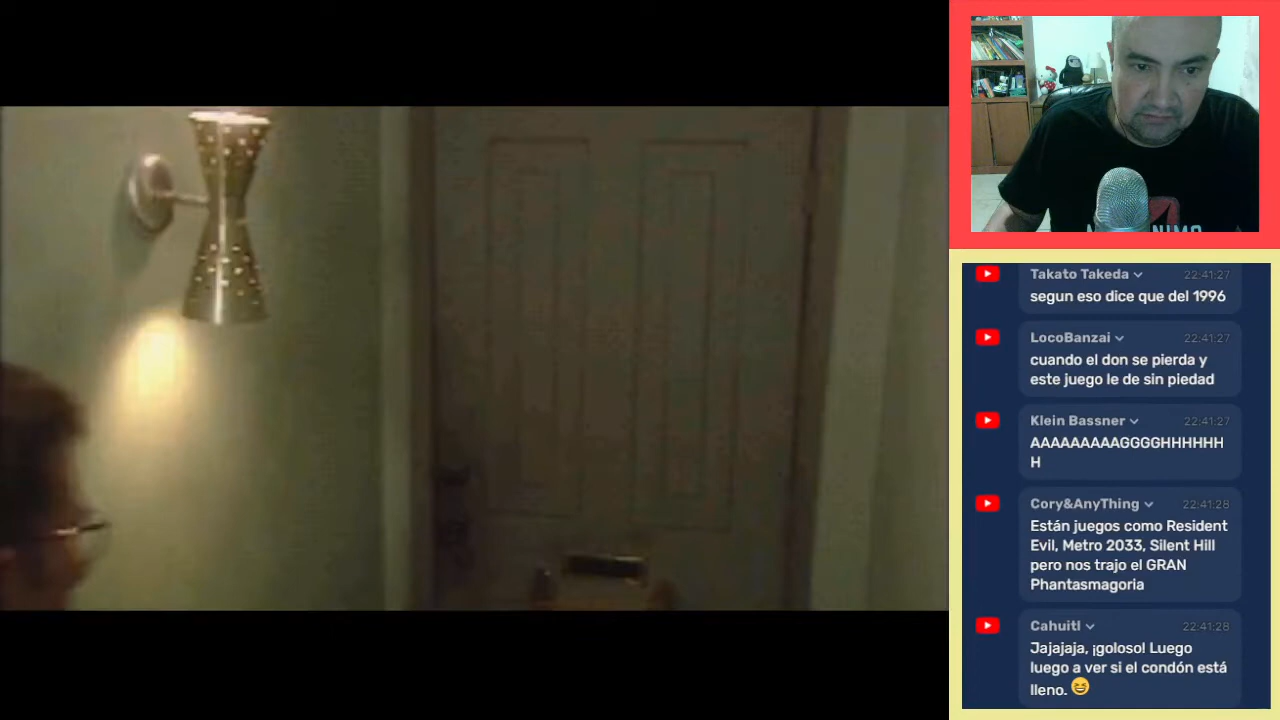 Takato Takeda 22:41:27
segun eso dice que del 1996
LocoBanzai 22:41:27
cuando el don se pierda y
este juego le de sin piedad
Klein Bassner 22:41:27
AAAAAAAAAGGGGHHHHHH
H
Cory&AnyThing 22:41:28
Están juegos como Resident
Evil, Metro 2033, Silent Hill
pero nos trajo el GRAN
Phantasmagoria
Cahuitl 22:41:28
Jajajaja, ¡goloso! Luego
luego a ver si el condón está
lleno. 😆